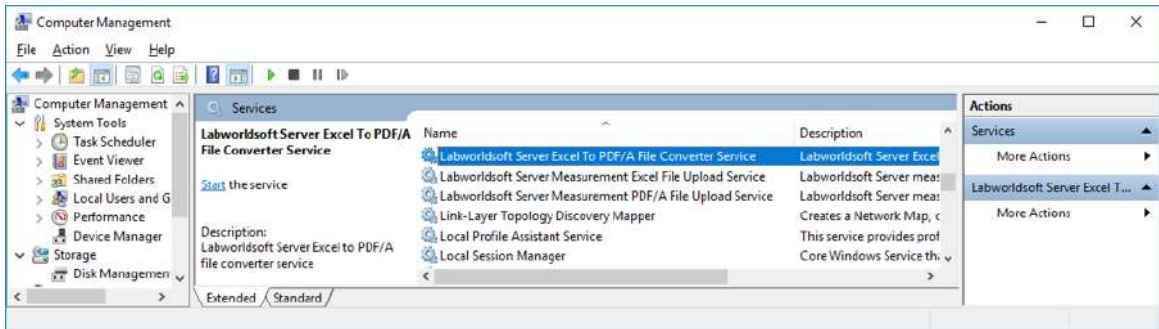 Computer Management
File Action View Help
Computer Management
System Tools
Task Scheduler
Event Viewer
Shared Folders
Local Users and G
Performance
Device Manager
Storage
Disk Managemen
Services
Labworldsoft Server Excel To PDF/A
File Converter Service
Start the service
Description:
Labworldsoft Server Excel to PDF/A
file converter service
Name Description
Labworldsoft Server Excel To PDF/A File Converter Service Labworldsoft Server Excel
Labworldsoft Server Measurement Excel File Upload Service Labworldsoft Server meas
Labworldsoft Server Measurement PDF/A File Upload Service Labworldsoft Server meas
Link-Layer Topology Discovery Mapper Creates a Network Map, c
Local Profile Assistant Service This service provides prof
Local Session Manager Core Windows Service tha
Extended Standard
Actions
Services
More Actions
Labworldsoft Server Excel T...
More Actions